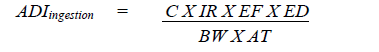 ADIingestion = C X IR X EF X ED
BW X AT